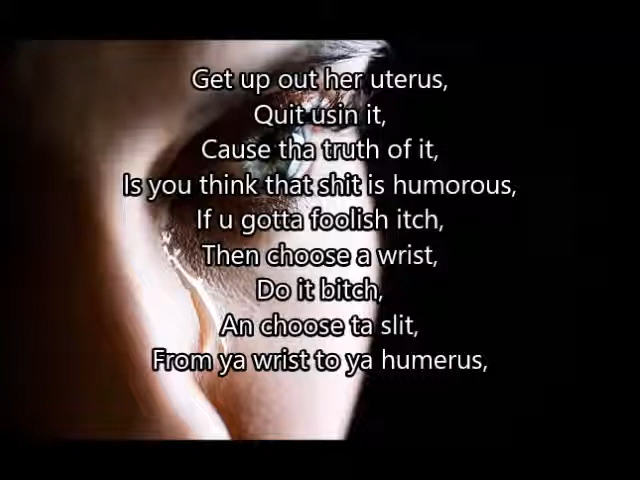 Get up out her uterus,
Quit usin it,
Cause tha truth of it,
Is you think that shit is humorous,
If u gotta foolish itch,
Then choose a wrist,
Do it bitch,
An choose ta slit,
From ya wrist to ya humerus,